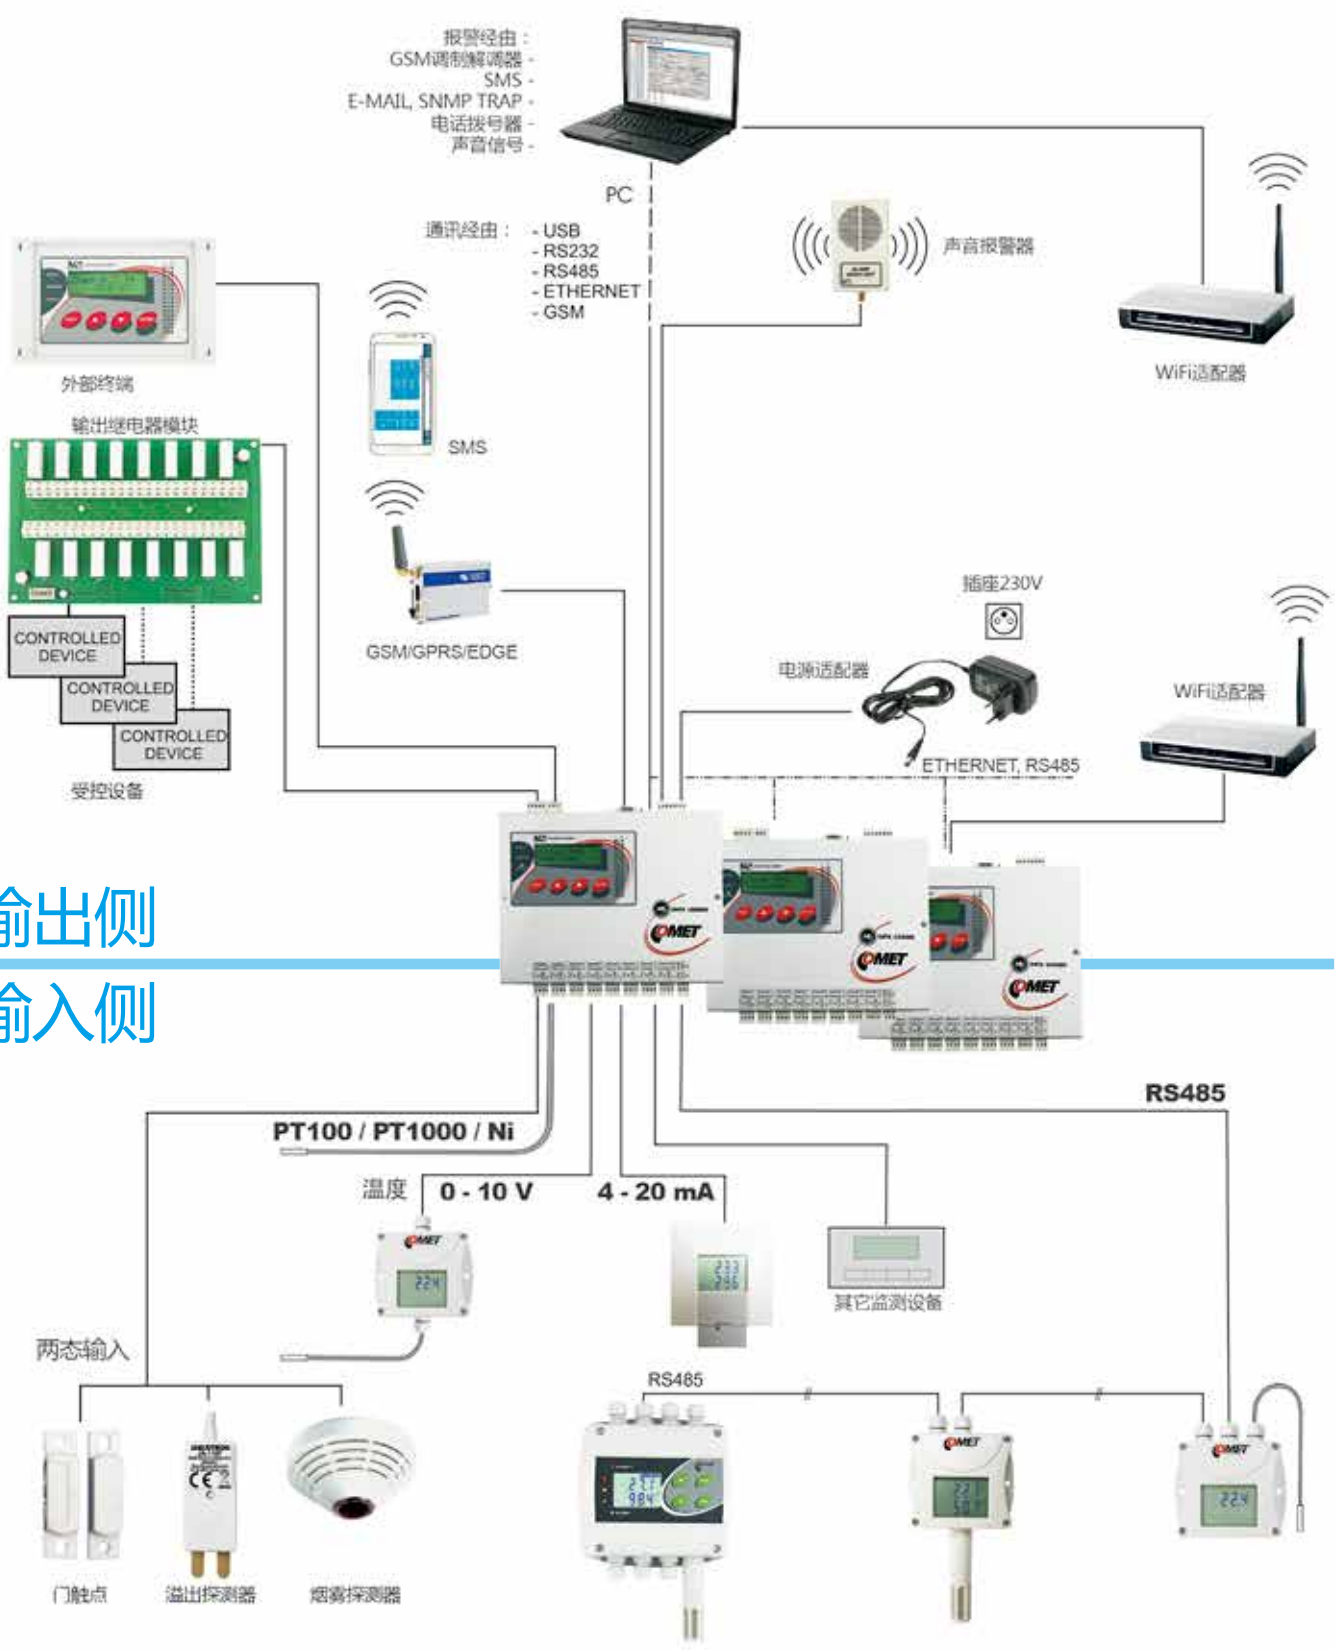 报警经由：
GSM调制解调器 -
SMS -
E-MAIL, SNMP TRAP -
电话拨号器 -
声音信号 -
PC
通讯经由： - USB
- RS232
- RS485
- ETHERNET
- GSM
声音报警器
WiFi适配器
外部终端
SMS
输出继电器模块
GSM/GPRS/EDGE
插座230V
电源适配器
WiFi适配器
CONTROLLED
DEVICE
CONTROLLED
DEVICE
CONTROLLED
DEVICE
受控设备
ETHERNET, RS485
COMET
COMET
COMET
输出侧
输入侧
RS485
PT100 / PT1000 / Ni
温度
0 - 10 V
4 - 20 mA
COMET
22.4
其它监测设备
两态输入
RS485
COMET
COMET
22.4
CE
门触点
溢出探测器
烟雾探测器